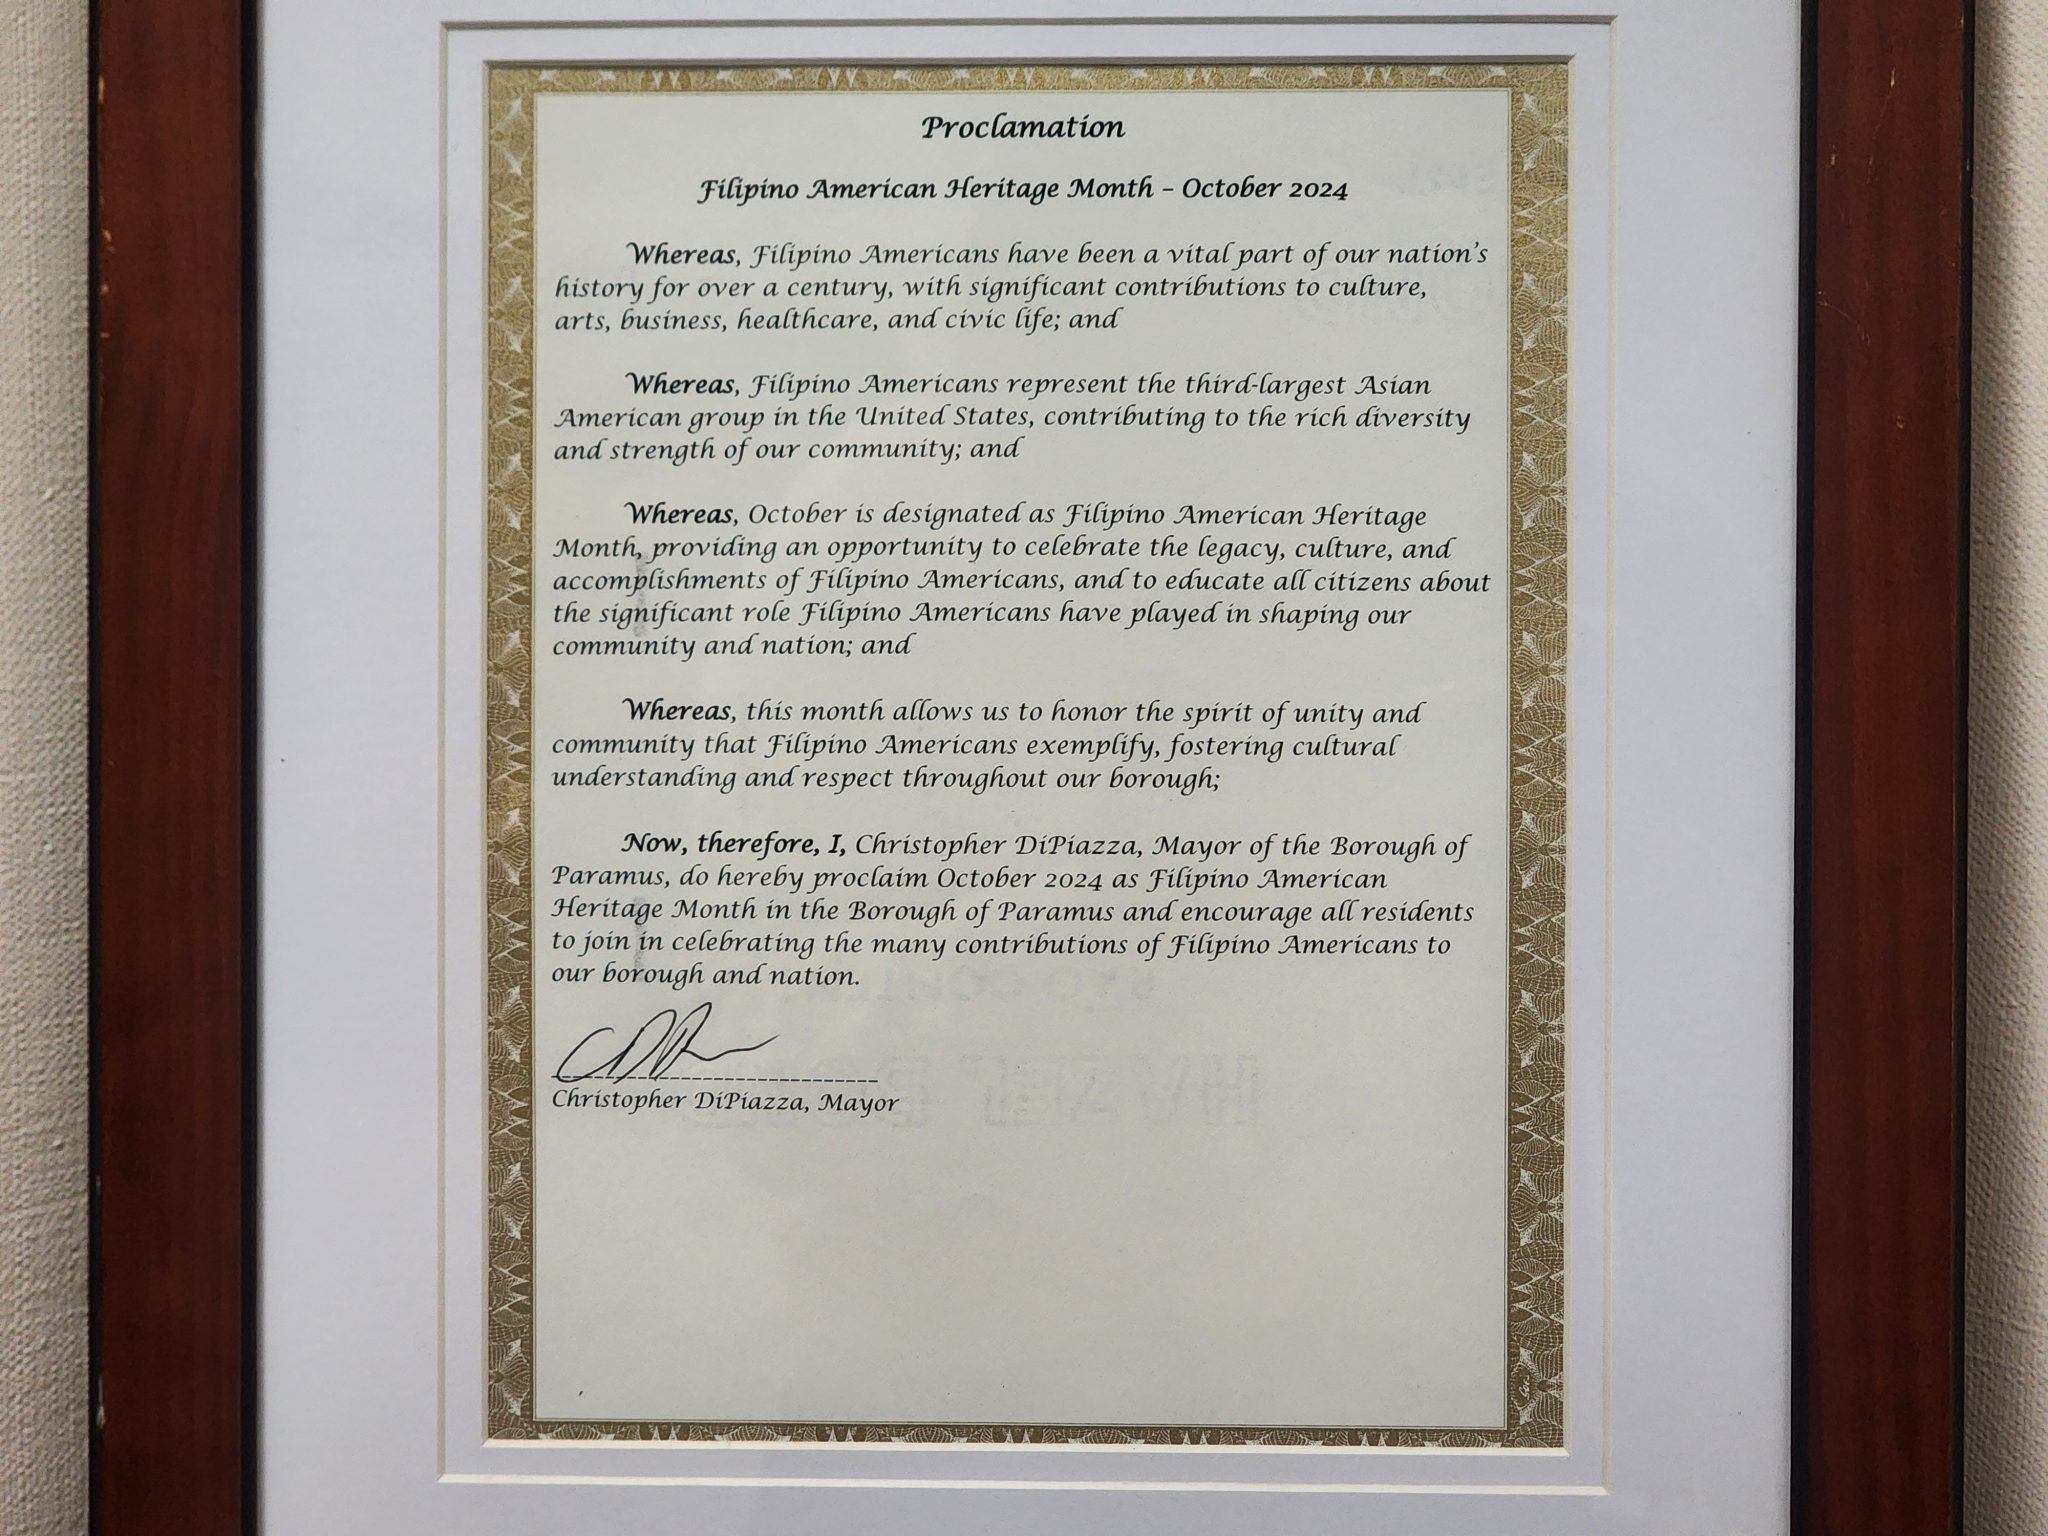 Proclamation
Filipino American Heritage Month – October 2024
Whereas, Filipino Americans have been a vital part of our nation's
history for over a century, with significant contributions to culture,
arts, business, healthcare, and civic life; and
Whereas, Filipino Americans represent the third-largest Asian
American group in the United States, contributing to the rich diversity
and strength of our community; and
Whereas, October is designated as Filipino American Heritage
Month, providing an opportunity to celebrate the legacy, culture, and
accomplishments of Filipino Americans, and to educate all citizens about
the significant role Filipino Americans have played in shaping our
community and nation; and
Whereas, this month allows us to honor the spirit of unity and
community that Filipino Americans exemplify, fostering cultural
understanding and respect throughout our borough;
Now, therefore, I, Christopher DiPiazza, Mayor of the Borough of
Paramus, do hereby proclaim October 2024 as Filipino American
Heritage Month in the Borough of Paramus and encourage all residents
to join in celebrating the many contributions of Filipino Americans to
our borough and nation.
Christopher DiPiazza, Mayor